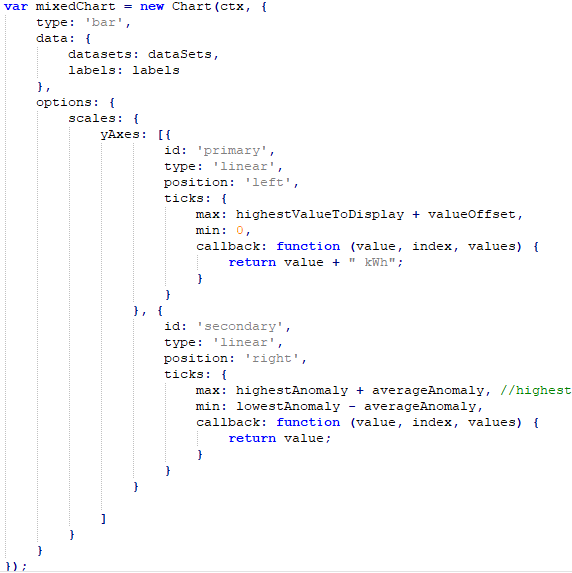 var mixedChart = new Chart(ctx, {
    type: 'bar',
    data: {
        datasets: dataSets,
        labels: labels
    },
    options: {
        scales: {
            yAxes: [{
                    id: 'primary',
                    type: 'linear',
                    position: 'left',
                    ticks: {
                        max: highestValueToDisplay + valueOffset,
                        min: 0,
                        callback: function (value, index, values) {
                            return value + " kWh";
                        }
                    }
                }, {
                    id: 'secondary',
                    type: 'linear',
                    position: 'right',
                    ticks: {
                        max: highestAnomaly + averageAnomaly, //highest
                        min: lowestAnomaly - averageAnomaly,
                        callback: function (value, index, values) {
                            return value;
                        }
                    }
                }
            ]
        }
    }
});